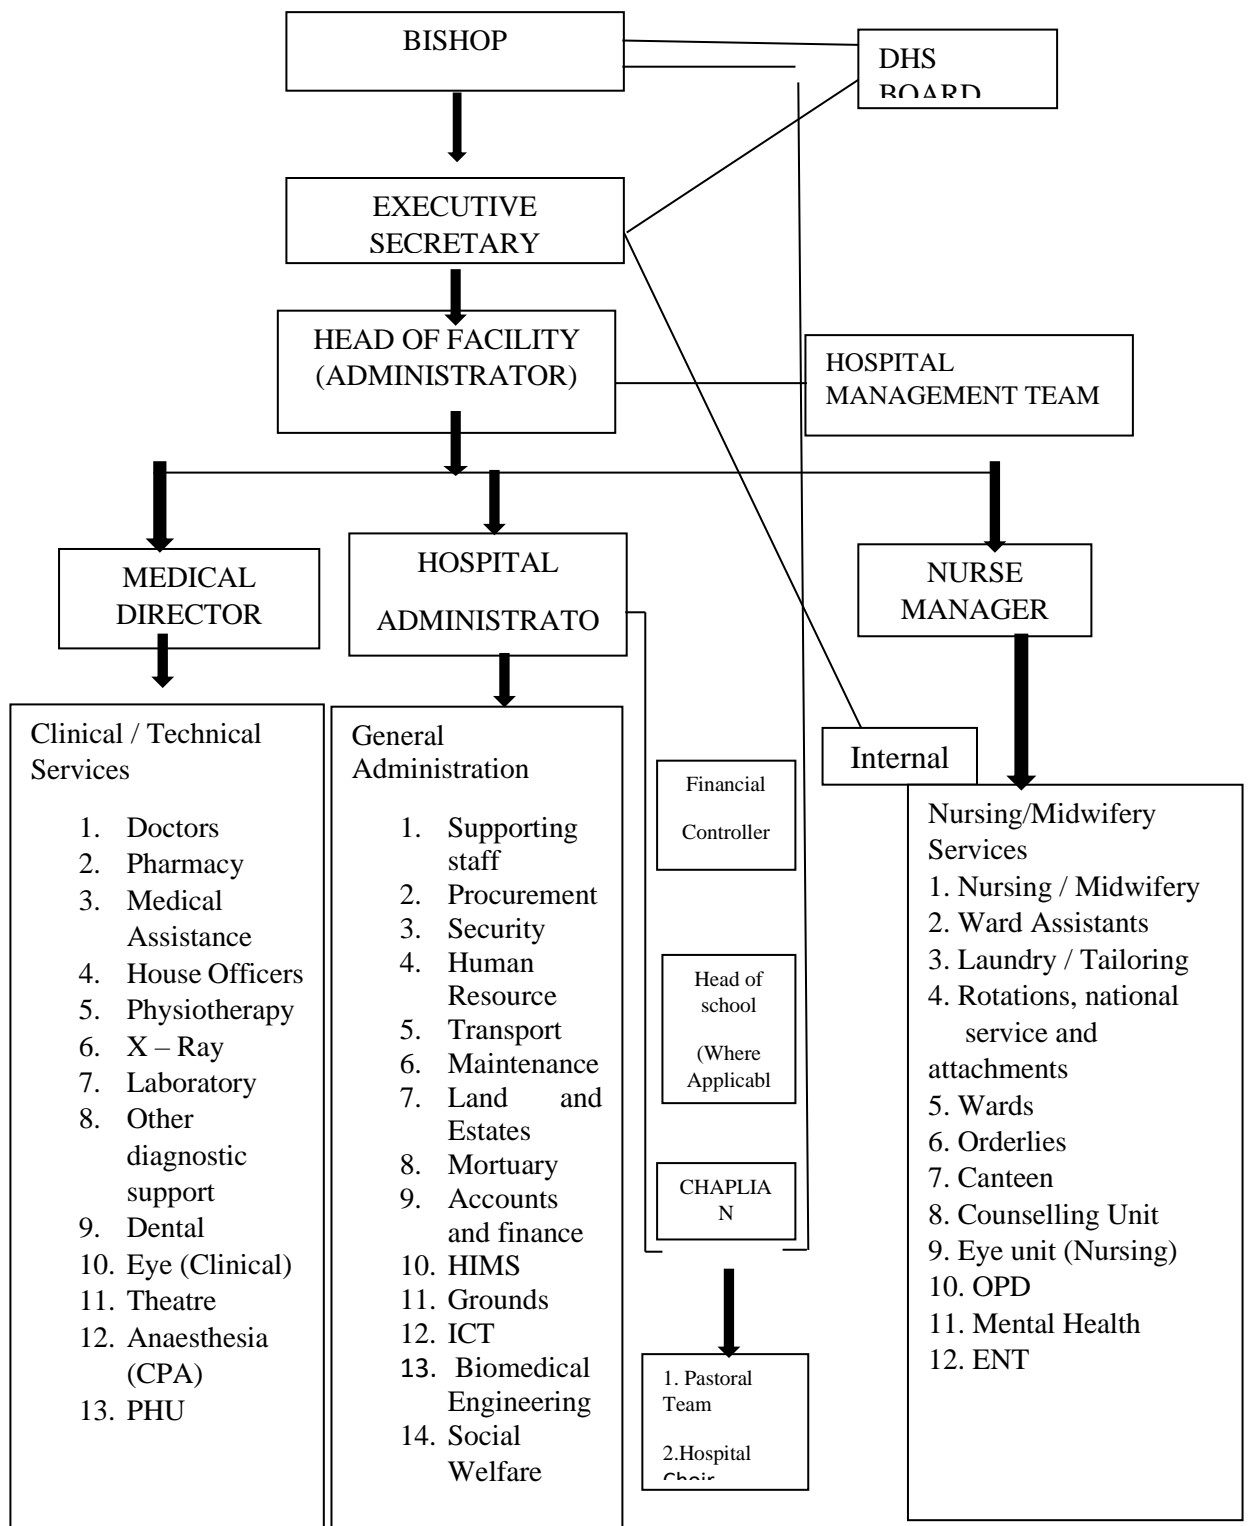 BISHOP
DHS
BOARD
EXECUTIVE
SECRETARY
HEAD OF FACILITY
(ADMINISTRATOR)
HOSPITAL
MANAGEMENT TEAM
MEDICAL
DIRECTOR
HOSPITAL
ADMINISTRATO
NURSE
MANAGER
Clinical / Technical
Services
1. Doctors
2. Pharmacy
3. Medical
Assistance
4. House Officers
5. Physiotherapy
6. X – Ray
7. Laboratory
8. Other
diagnostic
support
9. Dental
10. Eye (Clinical)
11. Theatre
12. Anaesthesia
(CPA)
13. PHU
General
Administration
1. Supporting
staff
2. Procurement
3. Security
4. Human
Resource
5. Transport
6. Maintenance
7. Land and
Estates
8. Mortuary
9. Accounts
and finance
10. HIMS
11. Grounds
12. ICT
13. Biomedical
Engineering
14. Social
Welfare
Financial
Controller
Head of
school
(Where
Applicabl
CHAPLIA
N
1. Pastoral
Team
2.Hospital
Choir
Internal
Nursing/Midwifery
Services
1. Nursing / Midwifery
2. Ward Assistants
3. Laundry / Tailoring
4. Rotations, national
service and
attachments
5. Wards
6. Orderlies
7. Canteen
8. Counselling Unit
9. Eye unit (Nursing)
10. OPD
11. Mental Health
12. ENT